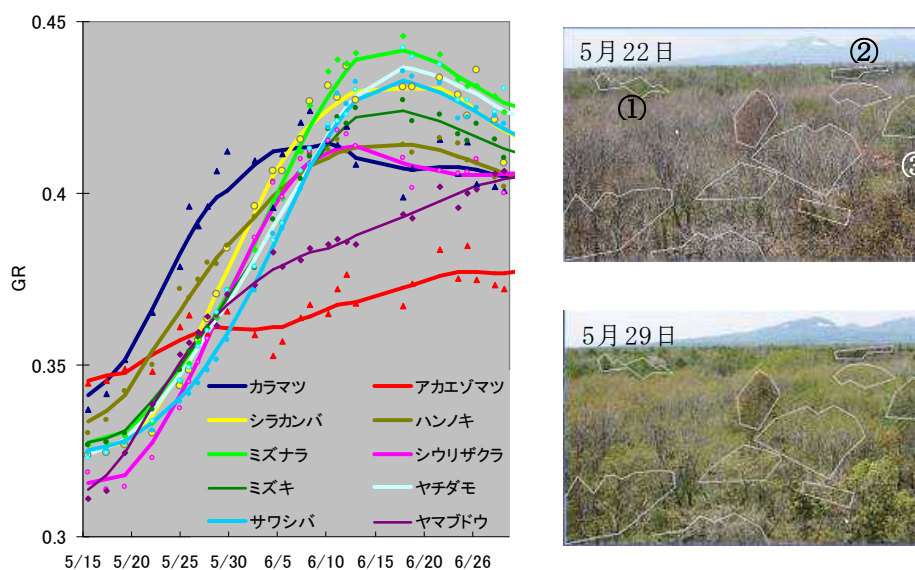 0.45
0.4
0.35
0.3
GR
カラマツ
アカエゾマツ
シラカンバ
ハンノキ
ミズナラ
シウリザクラ
ミズキ
ヤチダモ
サワシバ
ヤマブドウ
5/15 5/20 5/25 5/30 6/5 6/10 6/15 6/20 6/26
5月22日
②
①
5月29日